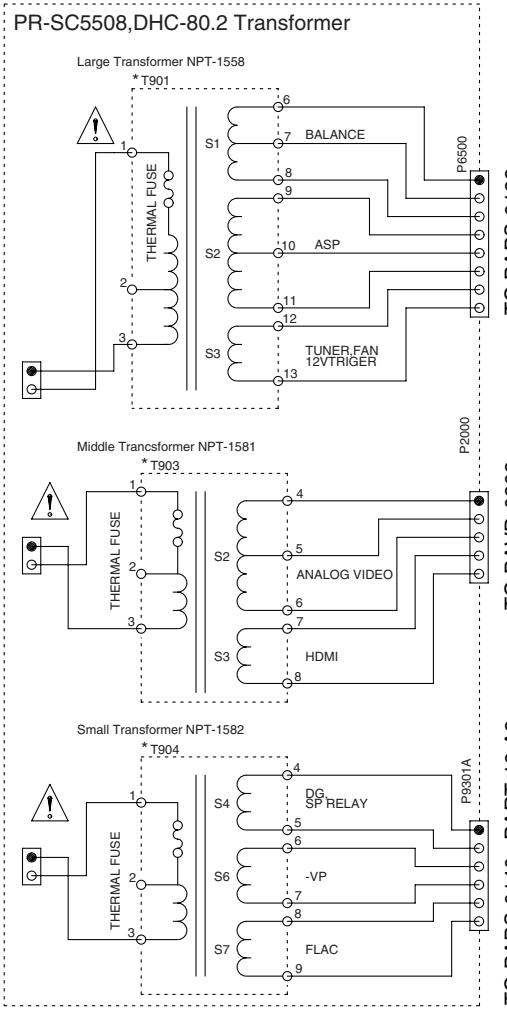 PR-SC5508,DHC-80.2 Transformer
Large Transformer NPT-1558
* T901
!
THERMAL FUSE
1
2
3
S1
S2
S3
6
7 BALANCE
8
9
10 ASP
11
12
TUNER,FAN
12VTRIGER
13
P6500
Middle Trancsformer NPT-1581
* T903
!
THERMAL FUSE
1
2
3
S2
S3
4
5
ANALOG VIDEO
6
7
HDMI
8
P2000
Small Transformer NPT-1582
* T904
!
THERMAL FUSE
1
2
3
S4
S6
S7
4
DG,
SP RELAY
5
6
-VP
7
8
FLAC
9
P9301A